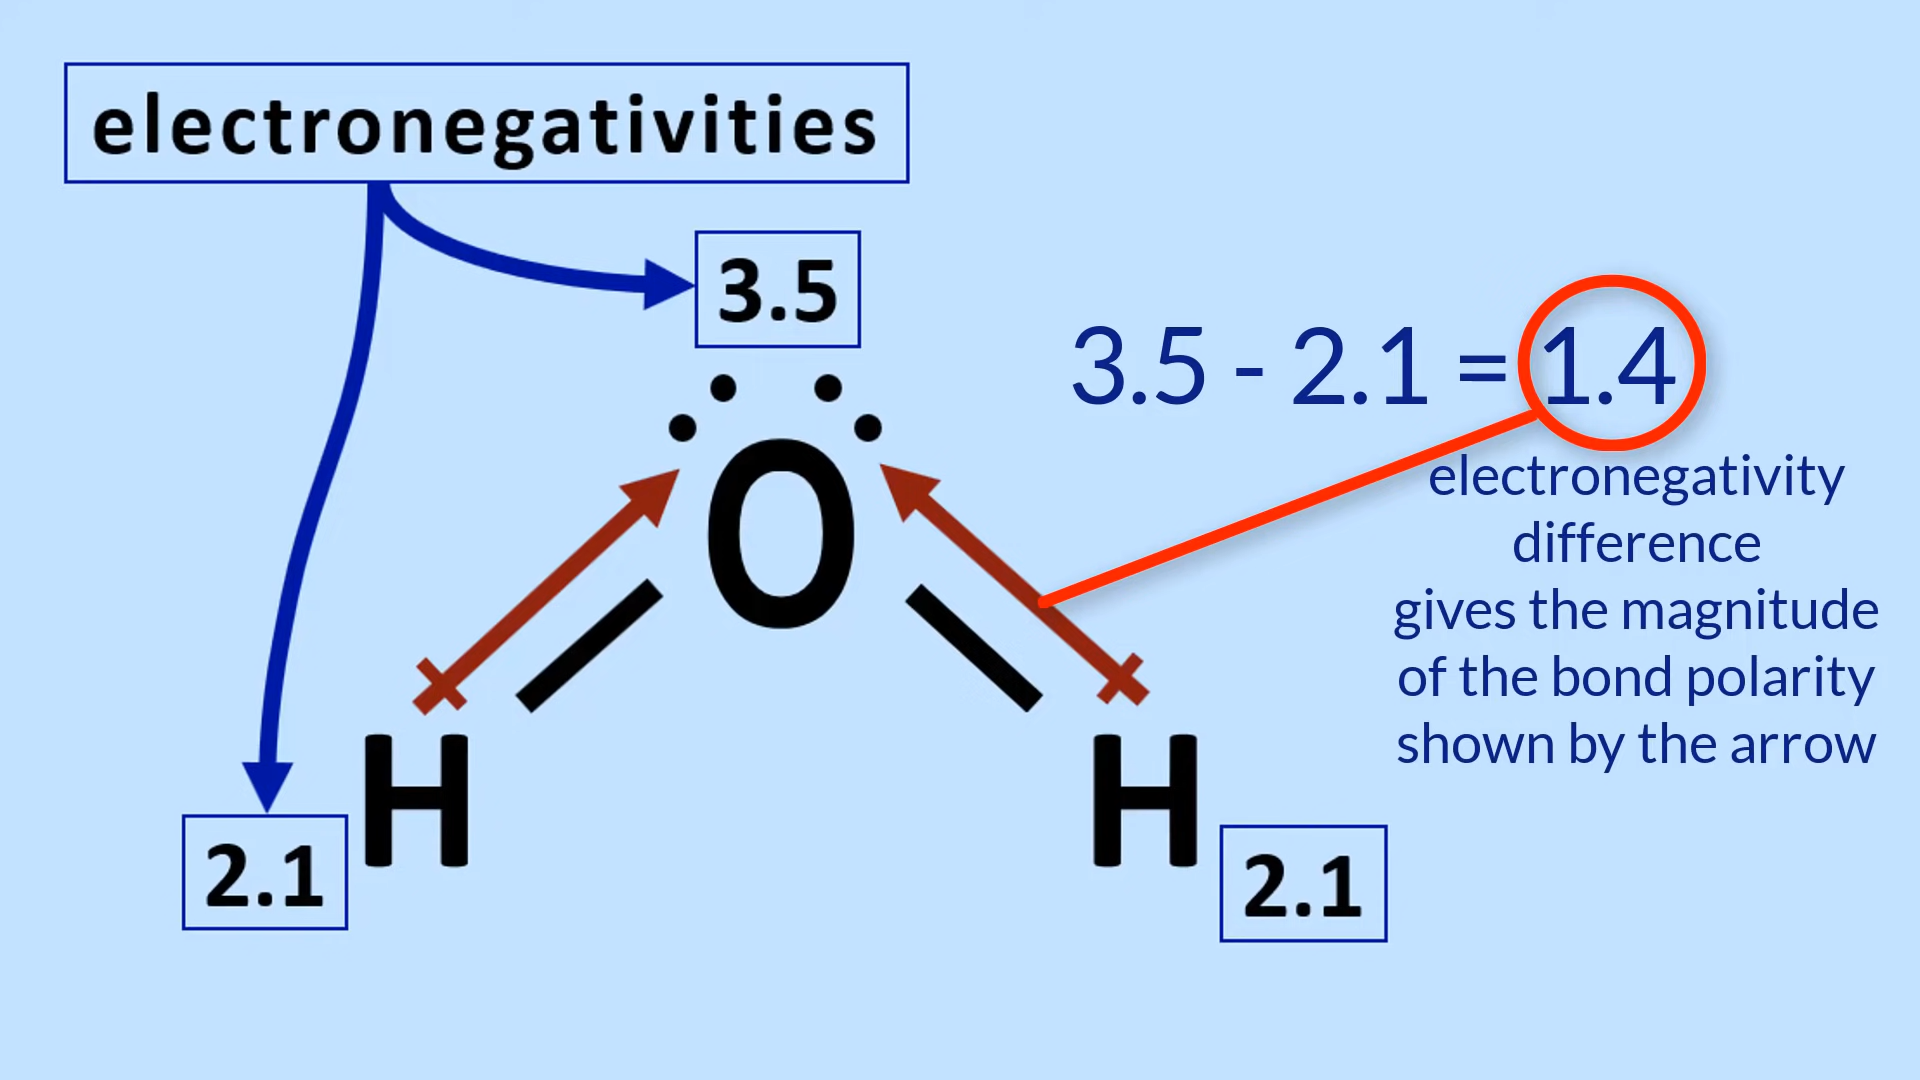 electronegativities
3.5
3.5 - 2.1 = 1.4
O
electronegativity
difference
gives the magnitude
of the bond polarity
shown by the arrow
H
H
2.1
2.1